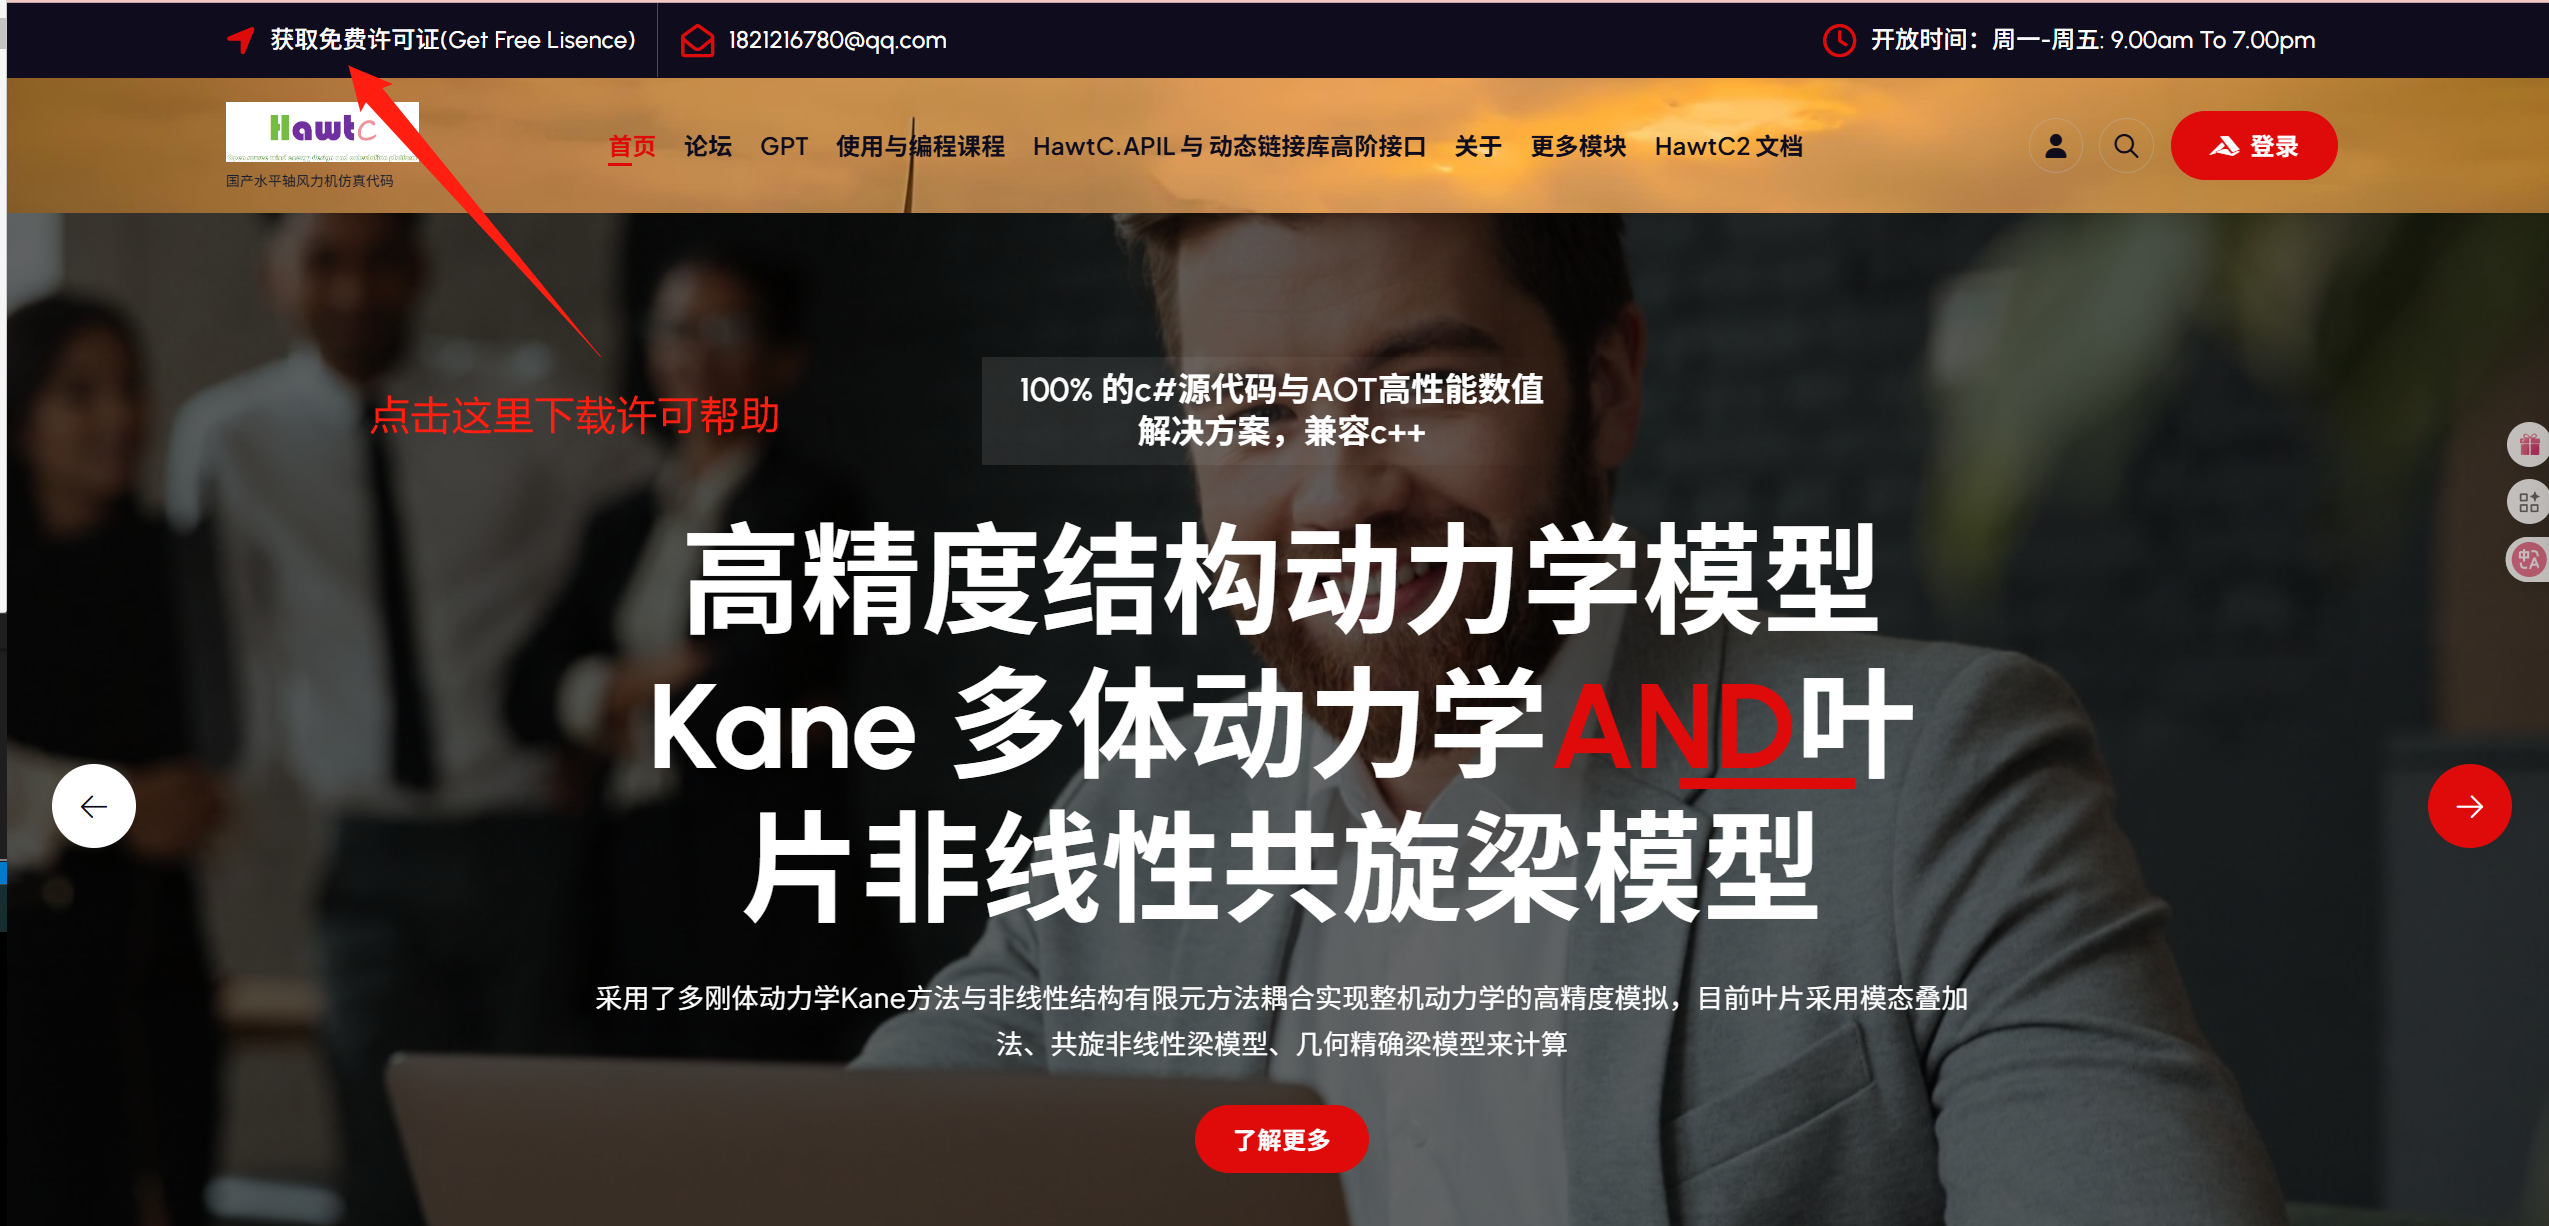 获取免费许可证(Get Free Lisence)
1821216780@qq.com
开放时间：周一-周五: 9.00am To 7.00pm
HawtC
国产水平轴风力机仿真代码
首页 论坛 GPT 使用与编程课程 HawtC.APIL 与 动态链接库高阶接口 关于 更多模块 HawtC2 文档
登录
点击这里下载许可帮助
100% 的c#源代码与AOT高性能数值
解决方案，兼容c++
高精度结构动力学模型
Kane 多体动力学AND叶
片非线性共旋梁模型
采用了多刚体动力学Kane方法与非线性结构有限元方法耦合实现整机动力学的高精度模拟，目前叶片采用模态叠加
法、共旋非线性梁模型、几何精确梁模型来计算
了解更多